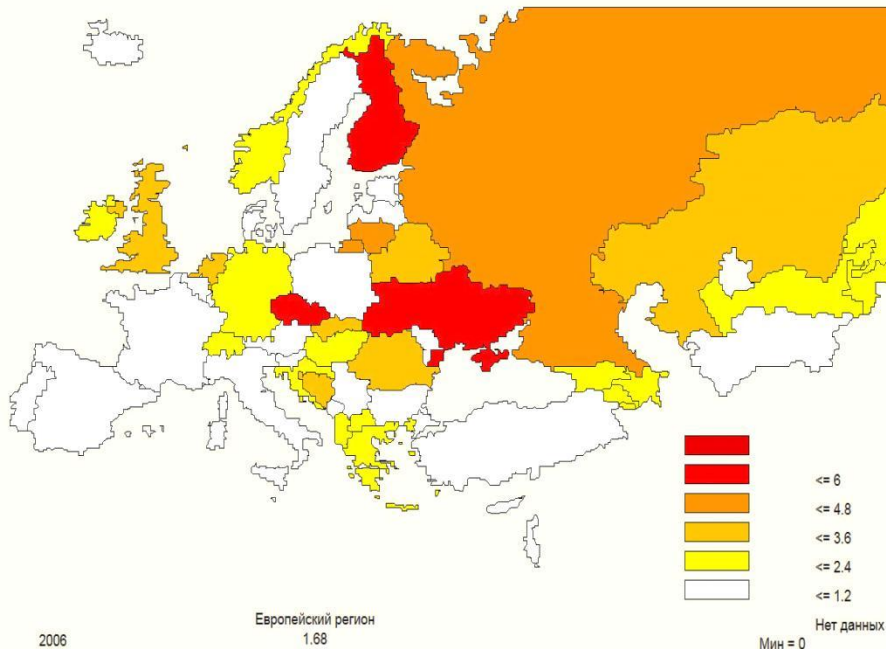 <= 6
<= 4.8
<= 3.6
<= 2.4
<= 1.2
Нет данных
Европейский регион
2006
1.68
Мин = 0